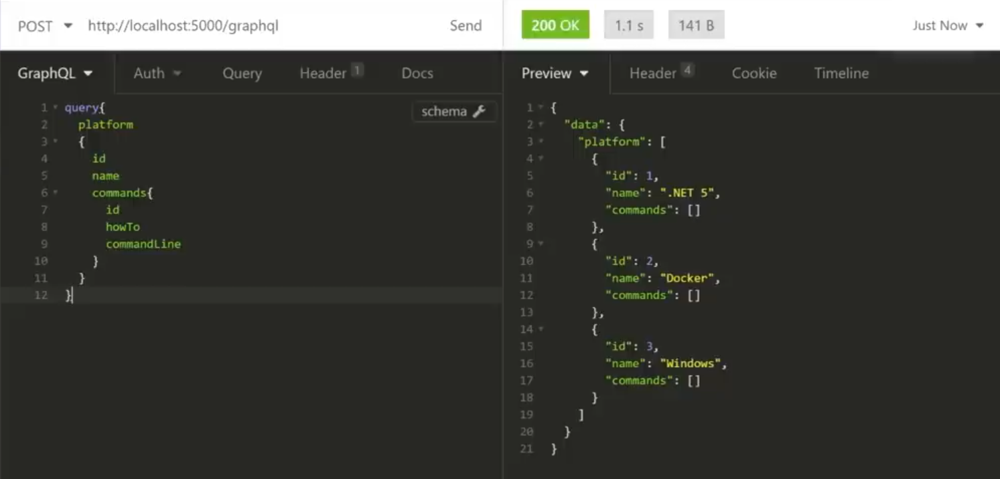 POST http://localhost:5000/graphql Send
GraphQL Auth Query Header 1 Docs
schema
1 query{
2 platform
3 {
4 id
5 name
6 commands{
7 id
8 howTo
9 commandLine
10 }
11 }
12 }
200 OK 1.1 s 141 B Just Now
Preview Header 4 Cookie Timeline
1 {
2 "data": {
3 "platform": [
4 {
5 "id": 1,
6 "name": ".NET 5",
7 "commands": []
8 },
9 {
10 "id": 2,
11 "name": "Docker",
12 "commands": []
13 },
14 {
15 "id": 3,
16 "name": "Windows",
17 "commands": []
18 }
19 ]
20 }
21 }